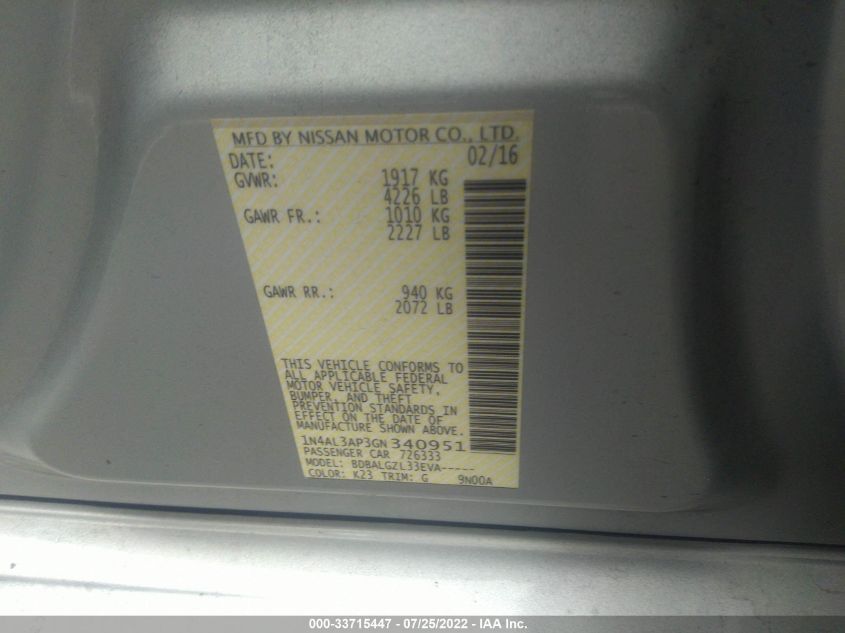 MFD BY NISSAN MOTOR CO., LTD.
DATE: 02/16
GVWR: 1917 KG
4226 LB
GAWR FR.: 1010 KG
2227 LB
GAWR RR.: 940 KG
2072 LB
THIS VEHICLE CONFORMS TO
ALL APPLICABLE FEDERAL
MOTOR VEHICLE SAFETY,
BUMPER, AND THEFT
PREVENTION STANDARDS IN
EFFECT ON THE DATE OF
MANUFACTURE SHOWN ABOVE.
1N4AL3AP3GN 340951
PASSENGER CAR 726333
MODEL: BDBALGZL33EVA-----
COLOR: K23 TRIM: G 9N00A
000-33715447 - 07/25/2022 - IAA Inc.